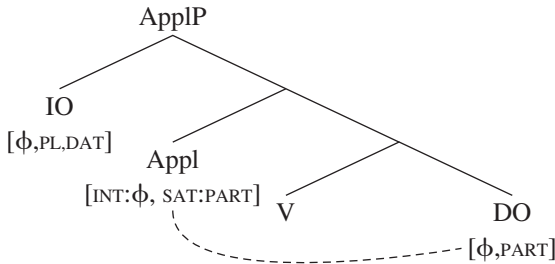 ApplP
IO
[ϕ,PL,DAT]
Appl
[INT:ϕ, SAT:PART]
V
DO
[ϕ,PART]